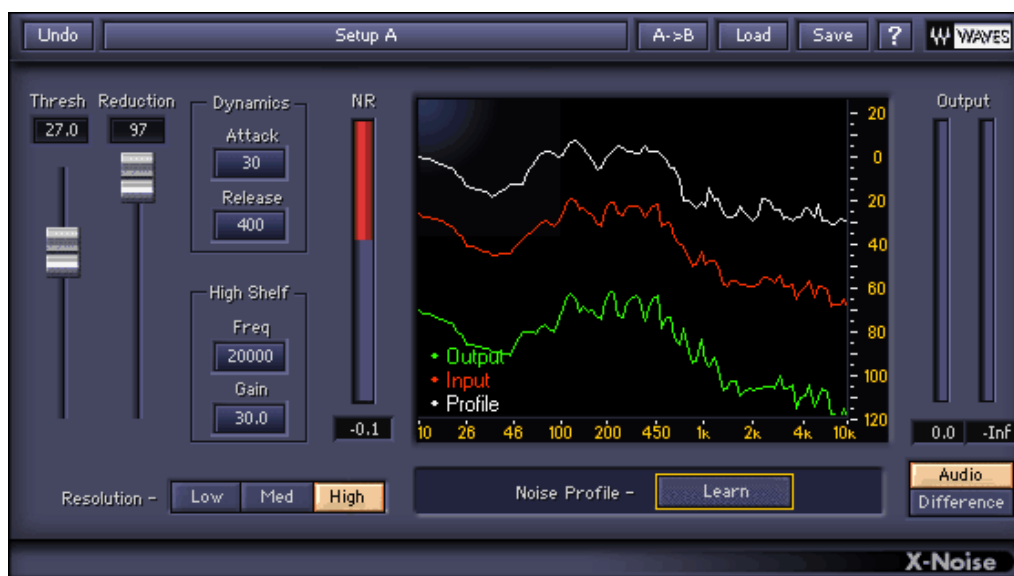 Undo Setup A A->B Load Save ? WAVES
Thresh Reduction Dynamics NR Output
27.0 97
Attack
30
Release
400
High Shelf
Freq
20000
Gain
30.0
-0.1
20
0
20
40
60
80
100
120
• Output
• Input
• Profile
10 26 46 100 200 450 1k 2k 4k 10k
0.0 -Inf
Resolution - Low Med High
Noise Profile - Learn
Audio
Difference
X-Noise